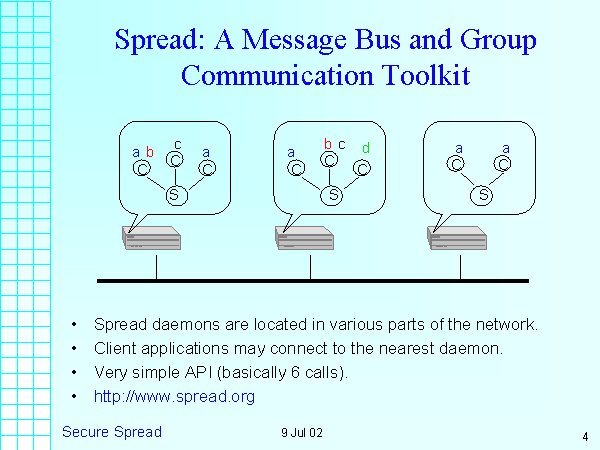 Spread: A Message Bus and Group
Communication Toolkit
a b c a
C C C
S
a b c d
C C C
S
a a
C C
S
• Spread daemons are located in various parts of the network.
• Client applications may connect to the nearest daemon.
• Very simple API (basically 6 calls).
• http://www.spread.org
Secure Spread
9 Jul 02
4